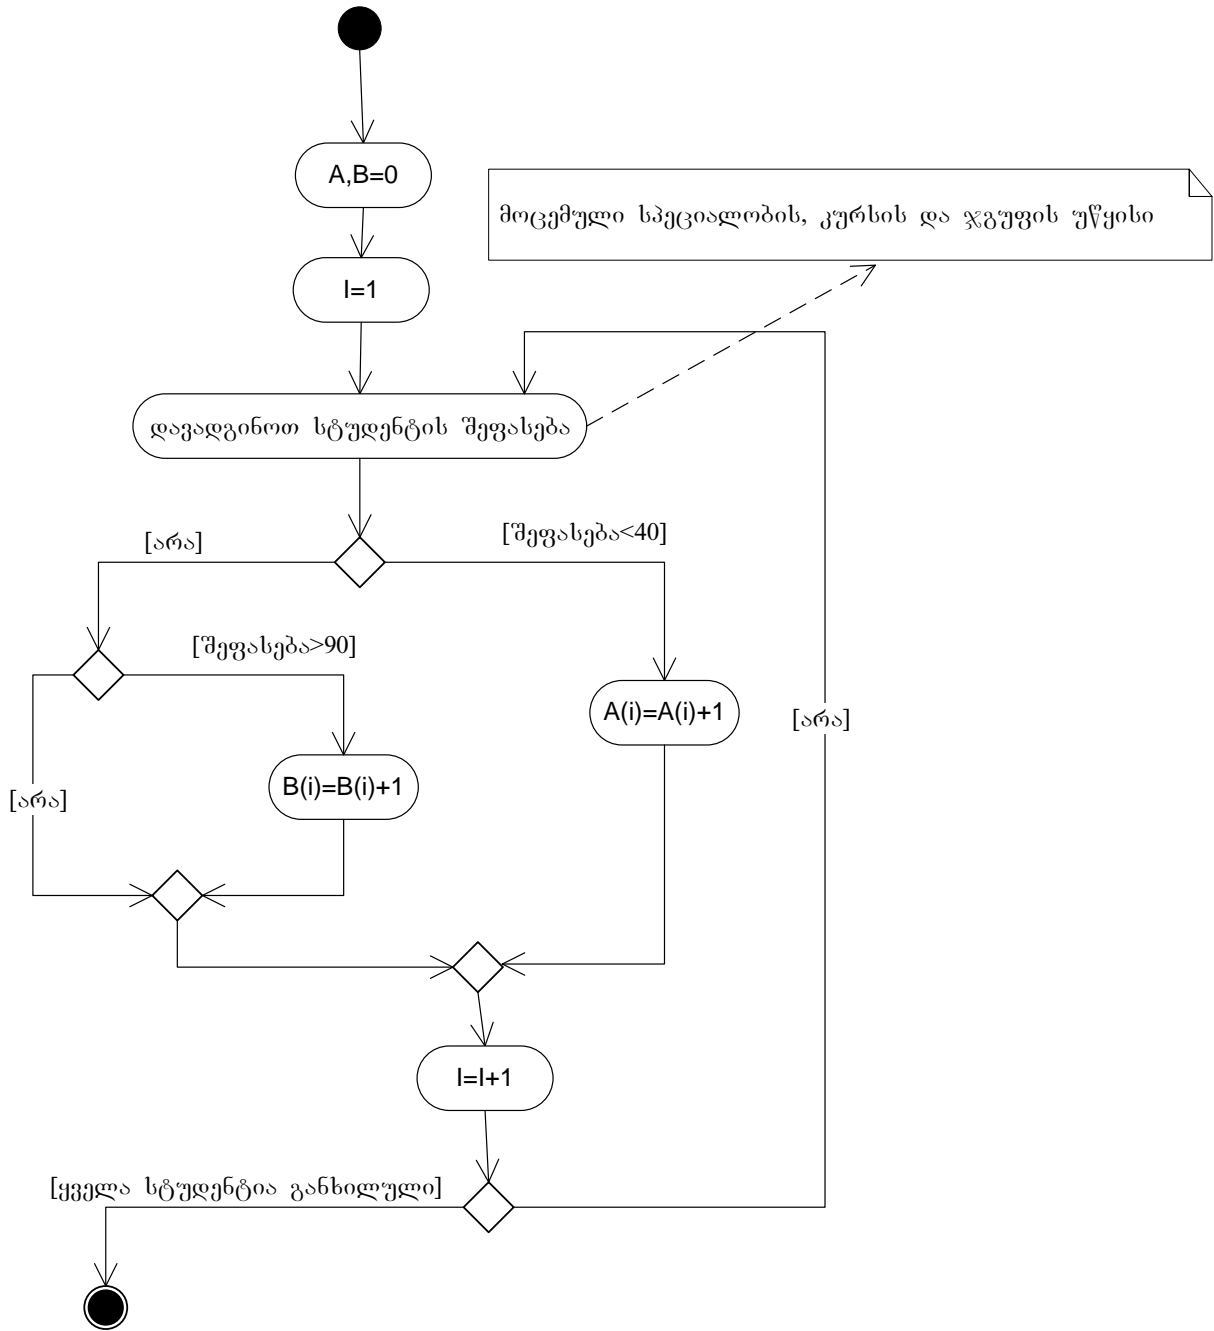 A,B=0
მოცემული სპეციალობის, კურსის და ჯგუფის უწყისი
I=1
დავადგინოთ სტუდენტის შეფასება
[არა]
[შეფასება<40]
[შეფასება>90]
A(i)=A(i)+1
[არა]
B(i)=B(i)+1
[არა]
I=I+1
[ყველა სტუდენტია განხილული]